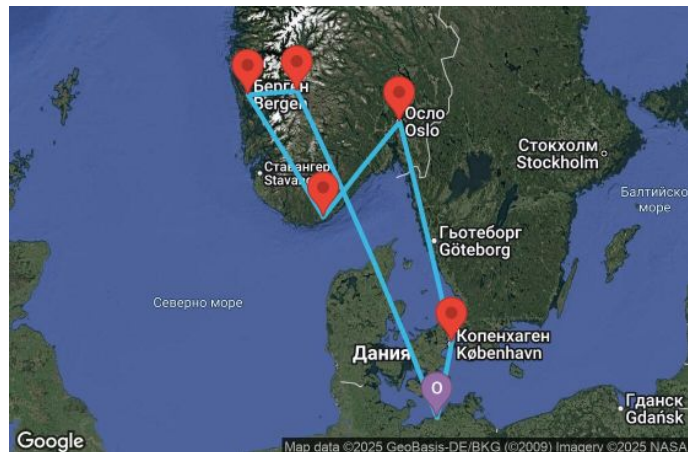 Берген
Bergen
Осло
Oslo
Стокхолм
Stockholm
Ставангер
Балтийско
море
Гьотеборг
Göteborg
Северно море
Копенхаген
København
Дания
O
Гданск
Gdańsk
Google
Map data ©2025 GeoBasis-DE/BKG (©2009) Imagery ©2025 NASA